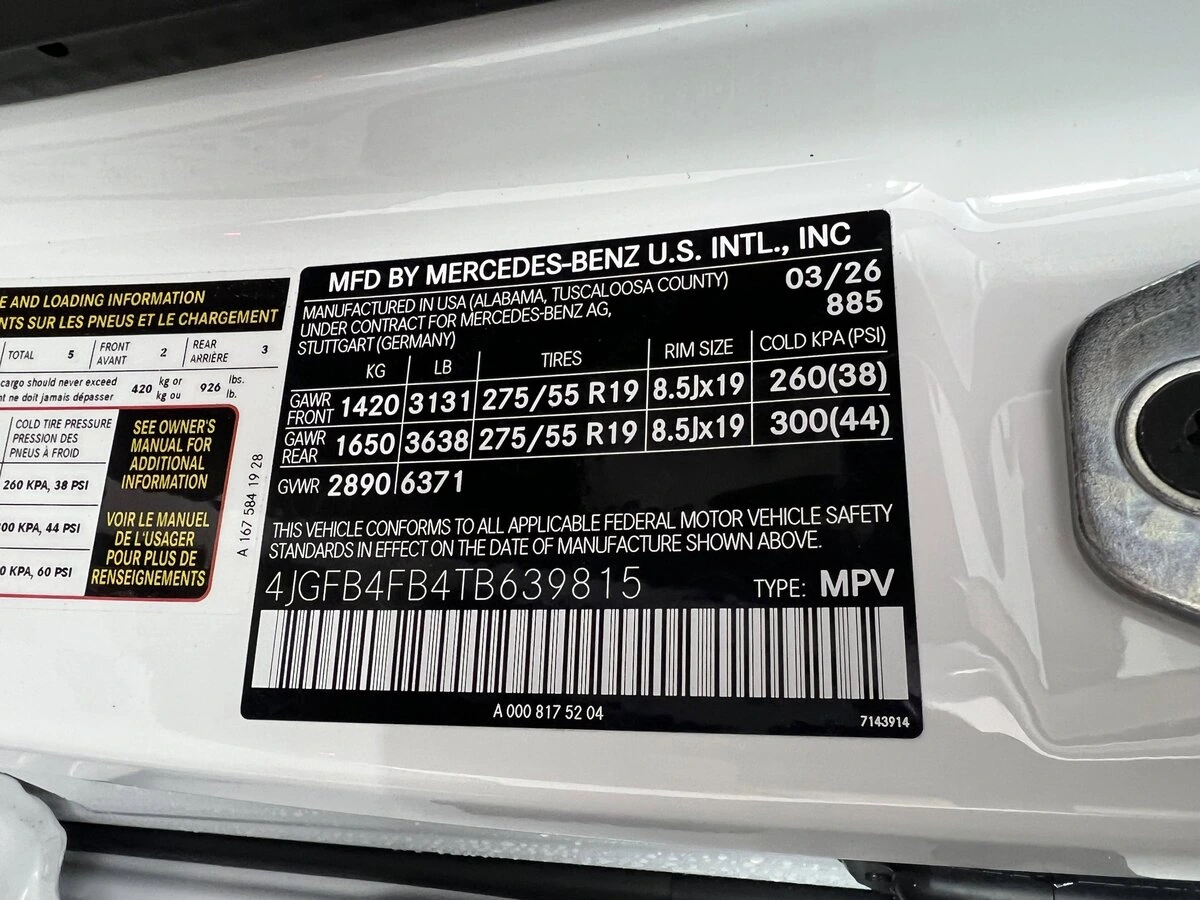 E AND LOADING INFORMATION
NTS SUR LES PNEUS ET LE CHARGEMENT
TOTAL 5 FRONT AVANT 2 REAR ARRIÈRE 3
cargo should never exceed 420 kg or 926 lbs.
nt ne doit jamais dépasser kg ou lb.
COLD TIRE PRESSURE
PRESSION DES
PNEUS À FROID
260 KPA, 38 PSI
300 KPA, 44 PSI
0 KPA, 60 PSI
SEE OWNER'S
MANUAL FOR
ADDITIONAL
INFORMATION
VOIR LE MANUEL
DE L'USAGER
POUR PLUS DE
RENSEIGNEMENTS
A 167 584 19 28
MFD BY MERCEDES-BENZ U.S. INTL., INC
MANUFACTURED IN USA (ALABAMA, TUSCALOOSA COUNTY) 03/26
UNDER CONTRACT FOR MERCEDES-BENZ AG, 885
STUTTGART (GERMANY)
KG LB TIRES RIM SIZE COLD KPA (PSI)
GAWR FRONT 1420 3131 275/55 R19 8.5Jx19 260(38)
GAWR REAR 1650 3638 275/55 R19 8.5Jx19 300(44)
GVWR 2890 6371
THIS VEHICLE CONFORMS TO ALL APPLICABLE FEDERAL MOTOR VEHICLE SAFETY
STANDARDS IN EFFECT ON THE DATE OF MANUFACTURE SHOWN ABOVE.
4JGFB4FB4TB639815 TYPE: MPV
A 000 817 52 04 7143914